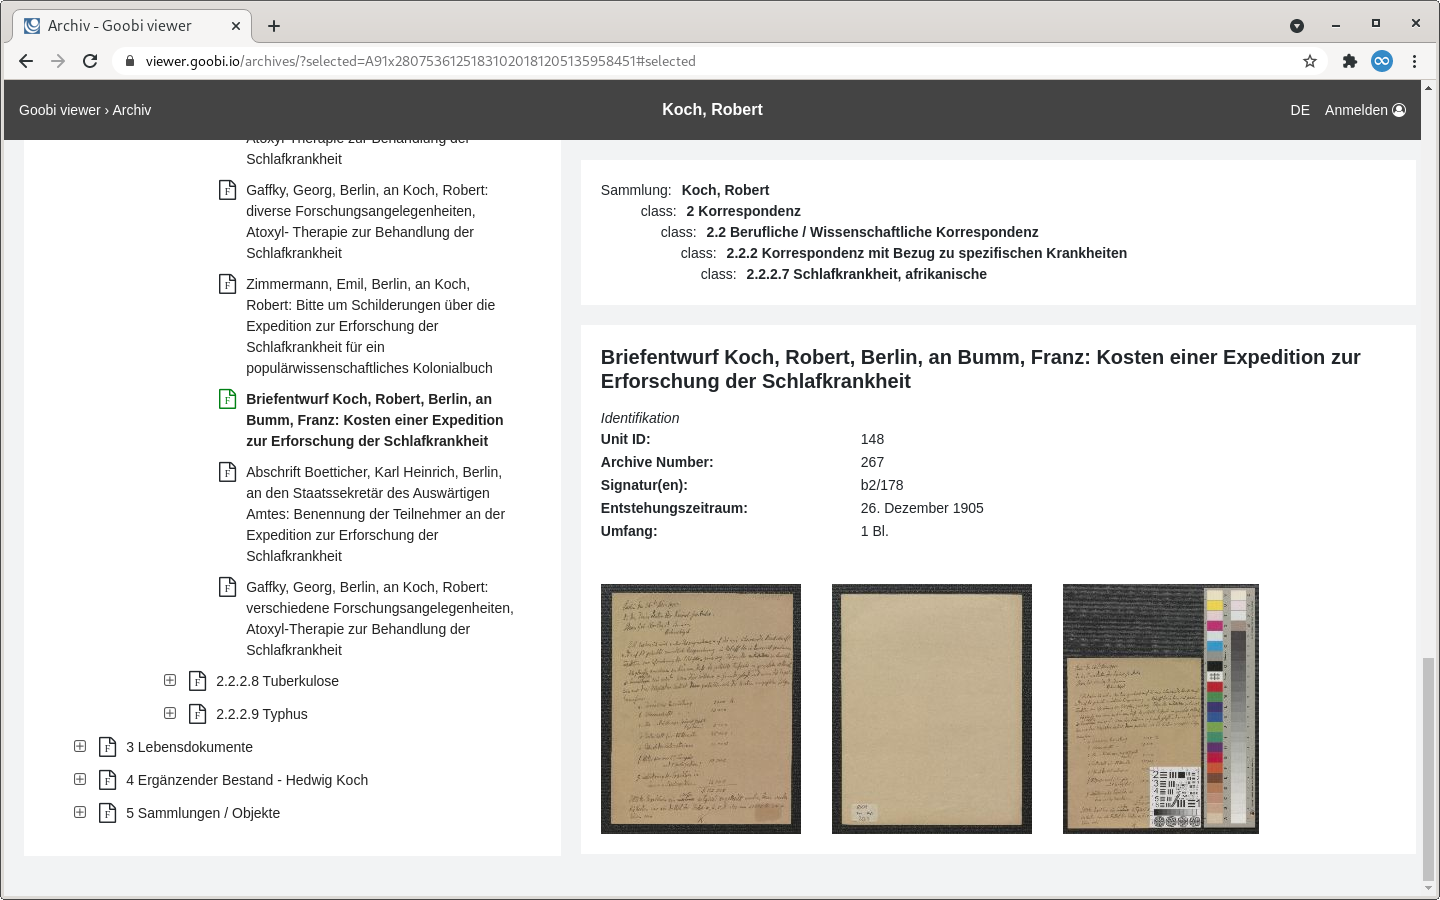 Archiv - Goobi viewer
viewer.goobi.io/archives/?selected=A91x28075361251831020181205135958451#selected
Goobi viewer › Archiv
Koch, Robert
DE
Anmelden
Atoxyl-Therapie zur Behandlung der
Schlafkrankheit
Gaffky, Georg, Berlin, an Koch, Robert:
diverse Forschungsangelegenheiten,
Atoxyl- Therapie zur Behandlung der
Schlafkrankheit
Zimmermann, Emil, Berlin, an Koch,
Robert: Bitte um Schilderungen über die
Expedition zur Erforschung der
Schlafkrankheit für ein
populärwissenschaftliches Kolonialbuch
Briefentwurf Koch, Robert, Berlin, an
Bumm, Franz: Kosten einer Expedition
zur Erforschung der Schlafkrankheit
Abschrift Boetticher, Karl Heinrich, Berlin,
an den Staatssekretär des Auswärtigen
Amtes: Benennung der Teilnehmer an der
Expedition zur Erforschung der
Schlafkrankheit
Gaffky, Georg, Berlin, an Koch, Robert:
verschiedene Forschungsangelegenheiten,
Atoxyl-Therapie zur Behandlung der
Schlafkrankheit
2.2.2.8 Tuberkulose
2.2.2.9 Typhus
3 Lebensdokumente
4 Ergänzender Bestand - Hedwig Koch
5 Sammlungen / Objekte
Sammlung: Koch, Robert
class: 2 Korrespondenz
class: 2.2 Berufliche / Wissenschaftliche Korrespondenz
class: 2.2.2 Korrespondenz mit Bezug zu spezifischen Krankheiten
class: 2.2.2.7 Schlafkrankheit, afrikanische
Briefentwurf Koch, Robert, Berlin, an Bumm, Franz: Kosten einer Expedition zur
Erforschung der Schlafkrankheit
Identifikation
Unit ID: 148
Archive Number: 267
Signatur(en): b2/178
Entstehungszeitraum: 26. Dezember 1905
Umfang: 1 Bl.